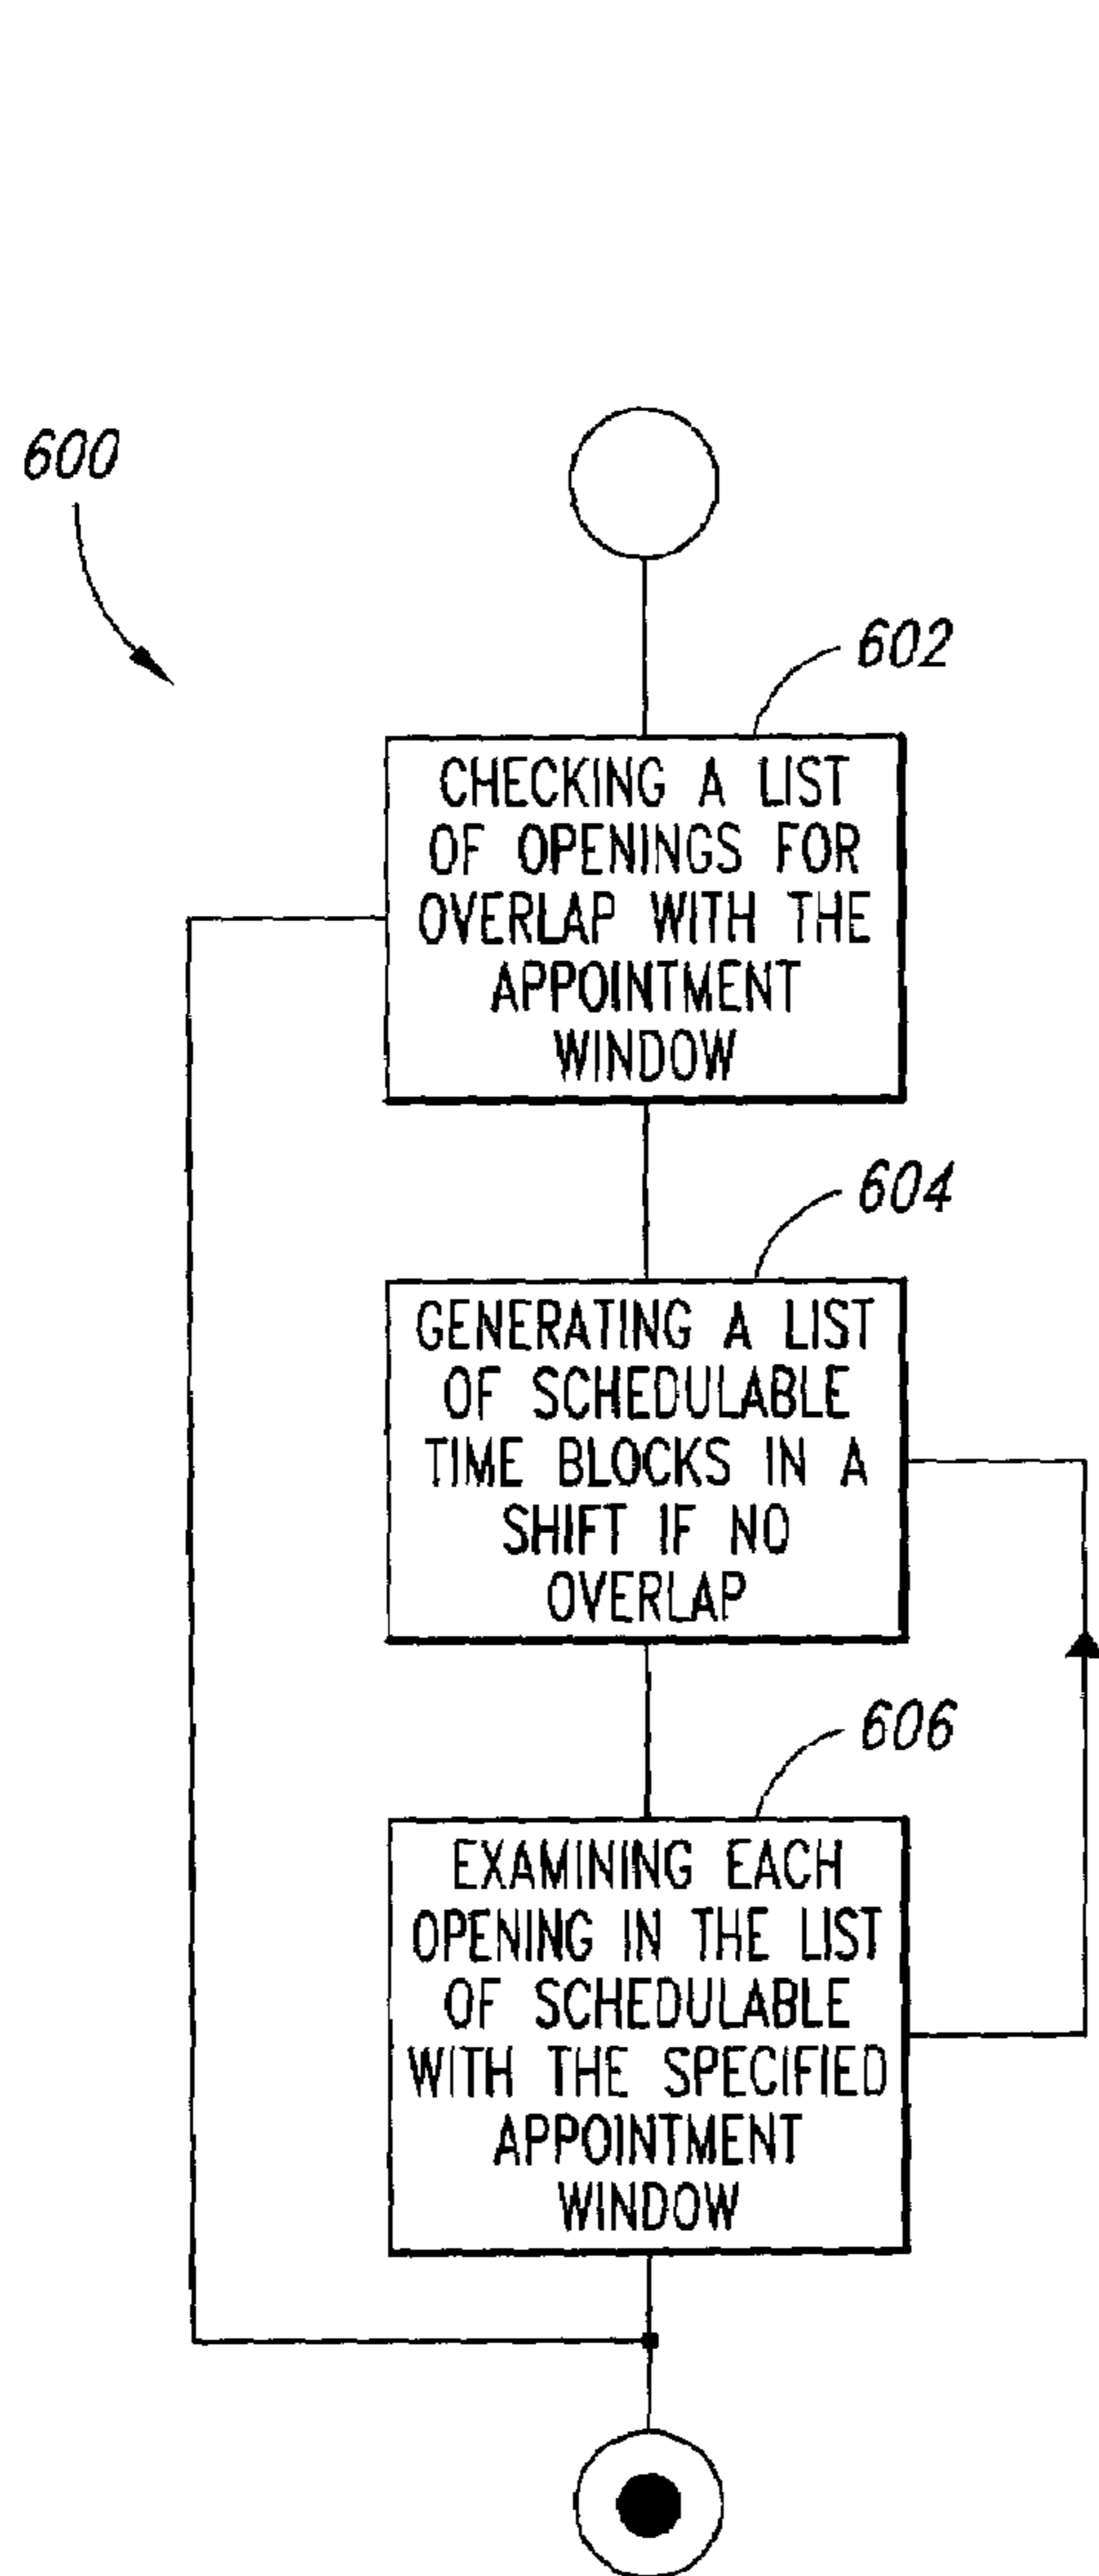 600
602
CHECKING A LIST
OF OPENINGS FOR
OVERLAP WITH THE
APPOINTMENT
WINDOW
604
GENERATING A LIST
OF SCHEDULABLE
TIME BLOCKS IN A
SHIFT IF NO
OVERLAP
606
EXAMINING EACH
OPENING IN THE LIST
OF SCHEDULABLE
WITH THE SPECIFIED
APPOINTMENT
WINDOW